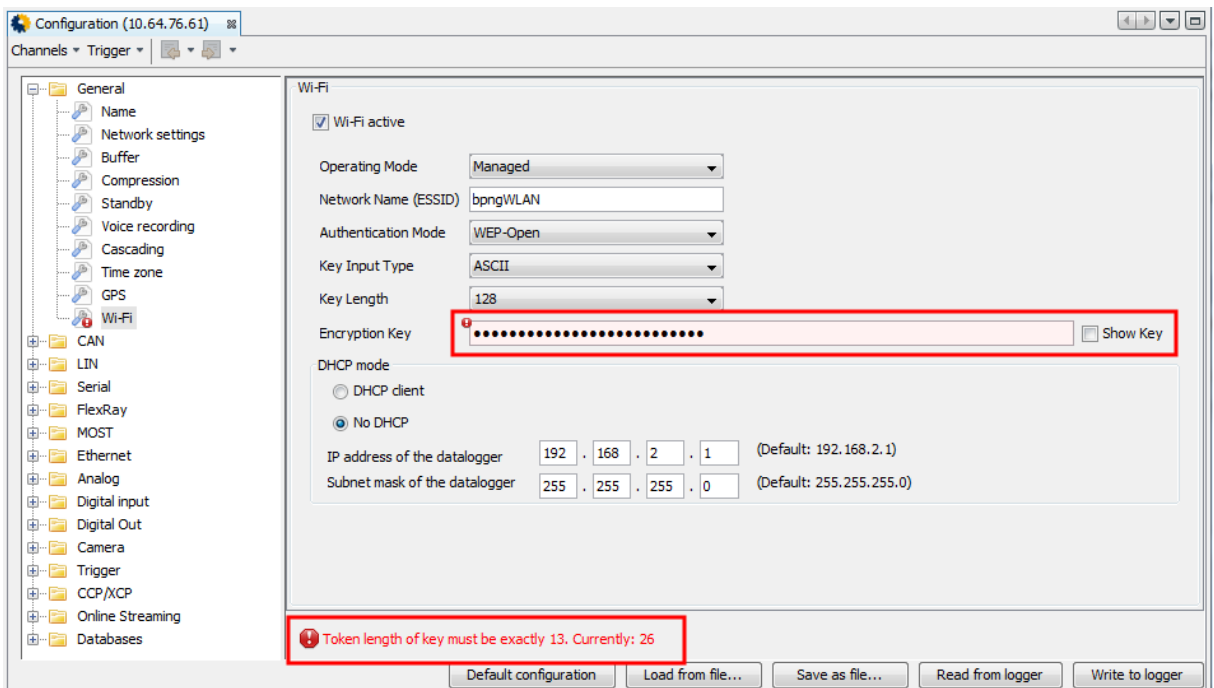 Configuration (10.64.76.61)
Channels Trigger
General
Name
Network settings
Buffer
Compression
Standby
Voice recording
Cascading
Time zone
GPS
Wi-Fi
CAN
LIN
Serial
FlexRay
MOST
Ethernet
Analog
Digital input
Digital Out
Camera
Trigger
CCP/XCP
Online Streaming
Databases
Wi-Fi
Wi-Fi active
Operating Mode Managed
Network Name (ESSID) bpngWLAN
Authentication Mode WEP-Open
Key Input Type ASCII
Key Length 128
Encryption Key •••••••••••••••••••••••••• Show Key
DHCP mode
DHCP client
No DHCP
IP address of the datalogger 192 . 168 . 2 . 1 (Default: 192.168.2.1)
Subnet mask of the datalogger 255 . 255 . 255 . 0 (Default: 255.255.255.0)
Token length of key must be exactly 13. Currently: 26
Default configuration Load from file... Save as file... Read from logger Write to logger